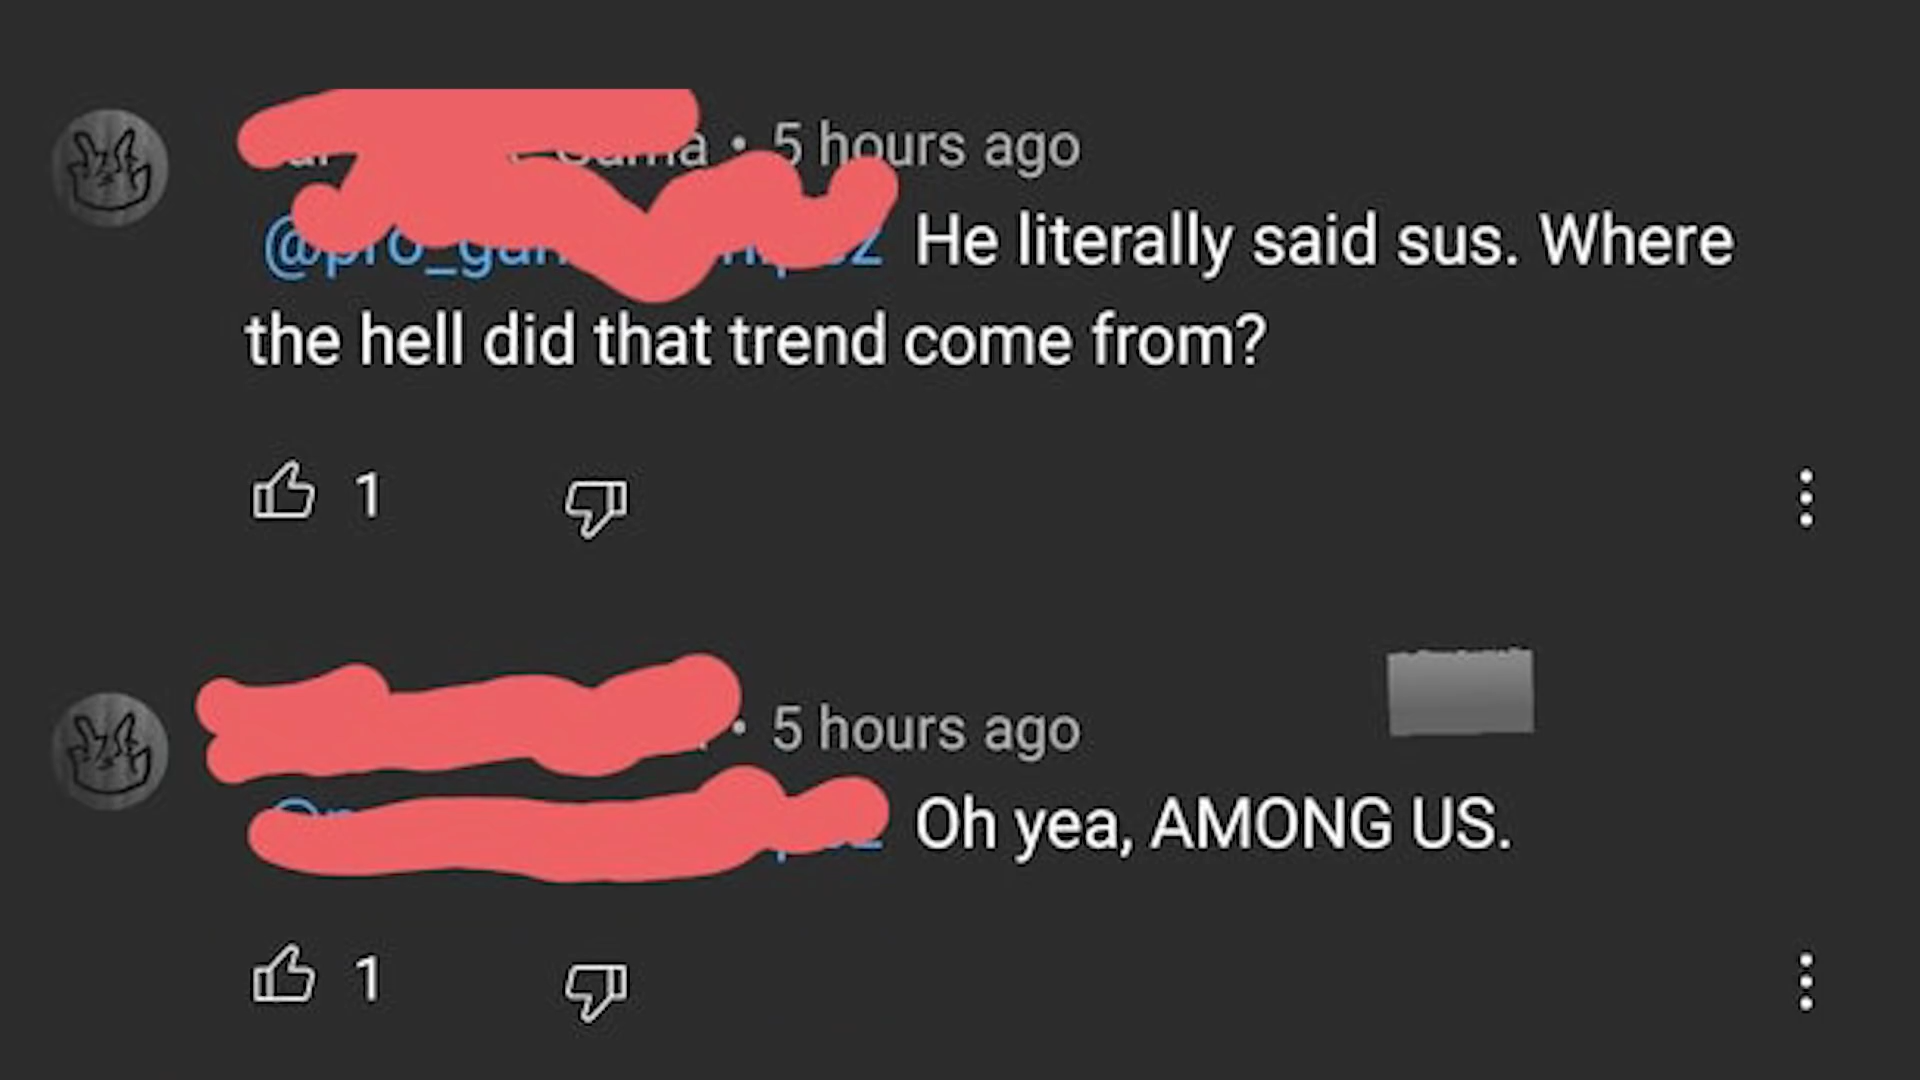 • 5 hours ago
He literally said sus. Where
the hell did that trend come from?
1
• 5 hours ago
Oh yea, AMONG US.
1